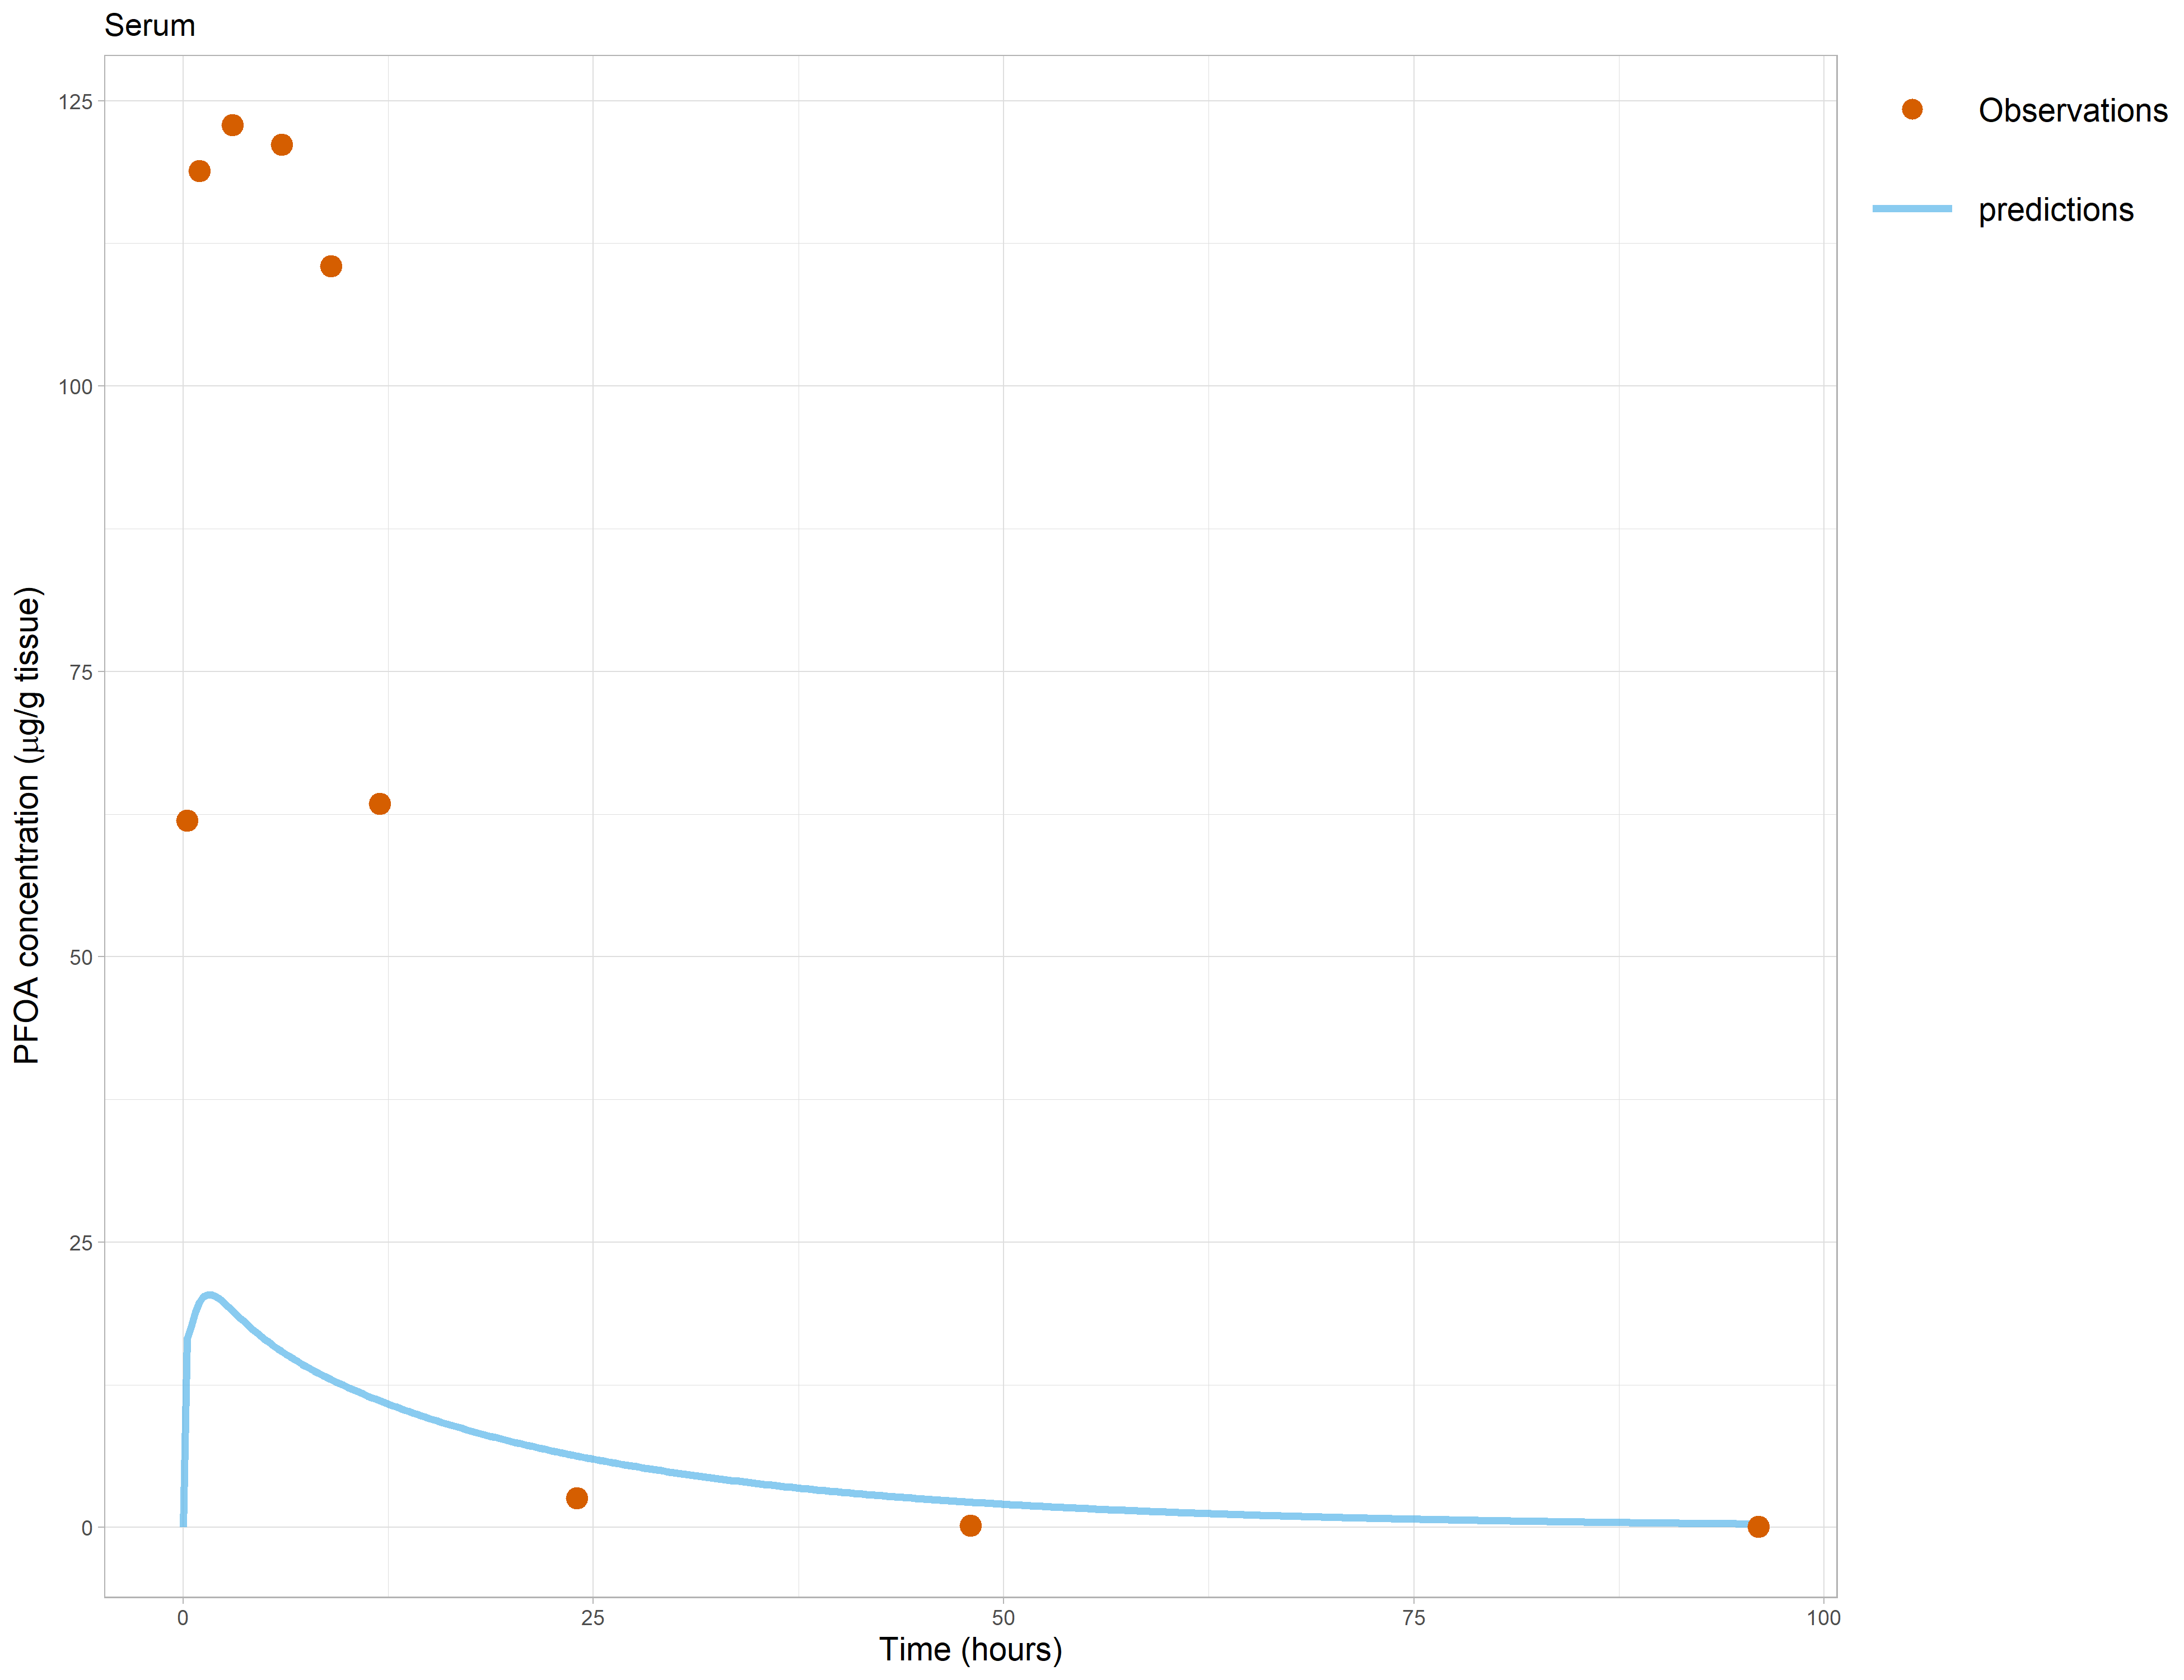 Serum
125
100
75
50
25
0
PFOA concentration (μg/g tissue)
0 25 50 75 100
Time (hours)
Observations
predictions